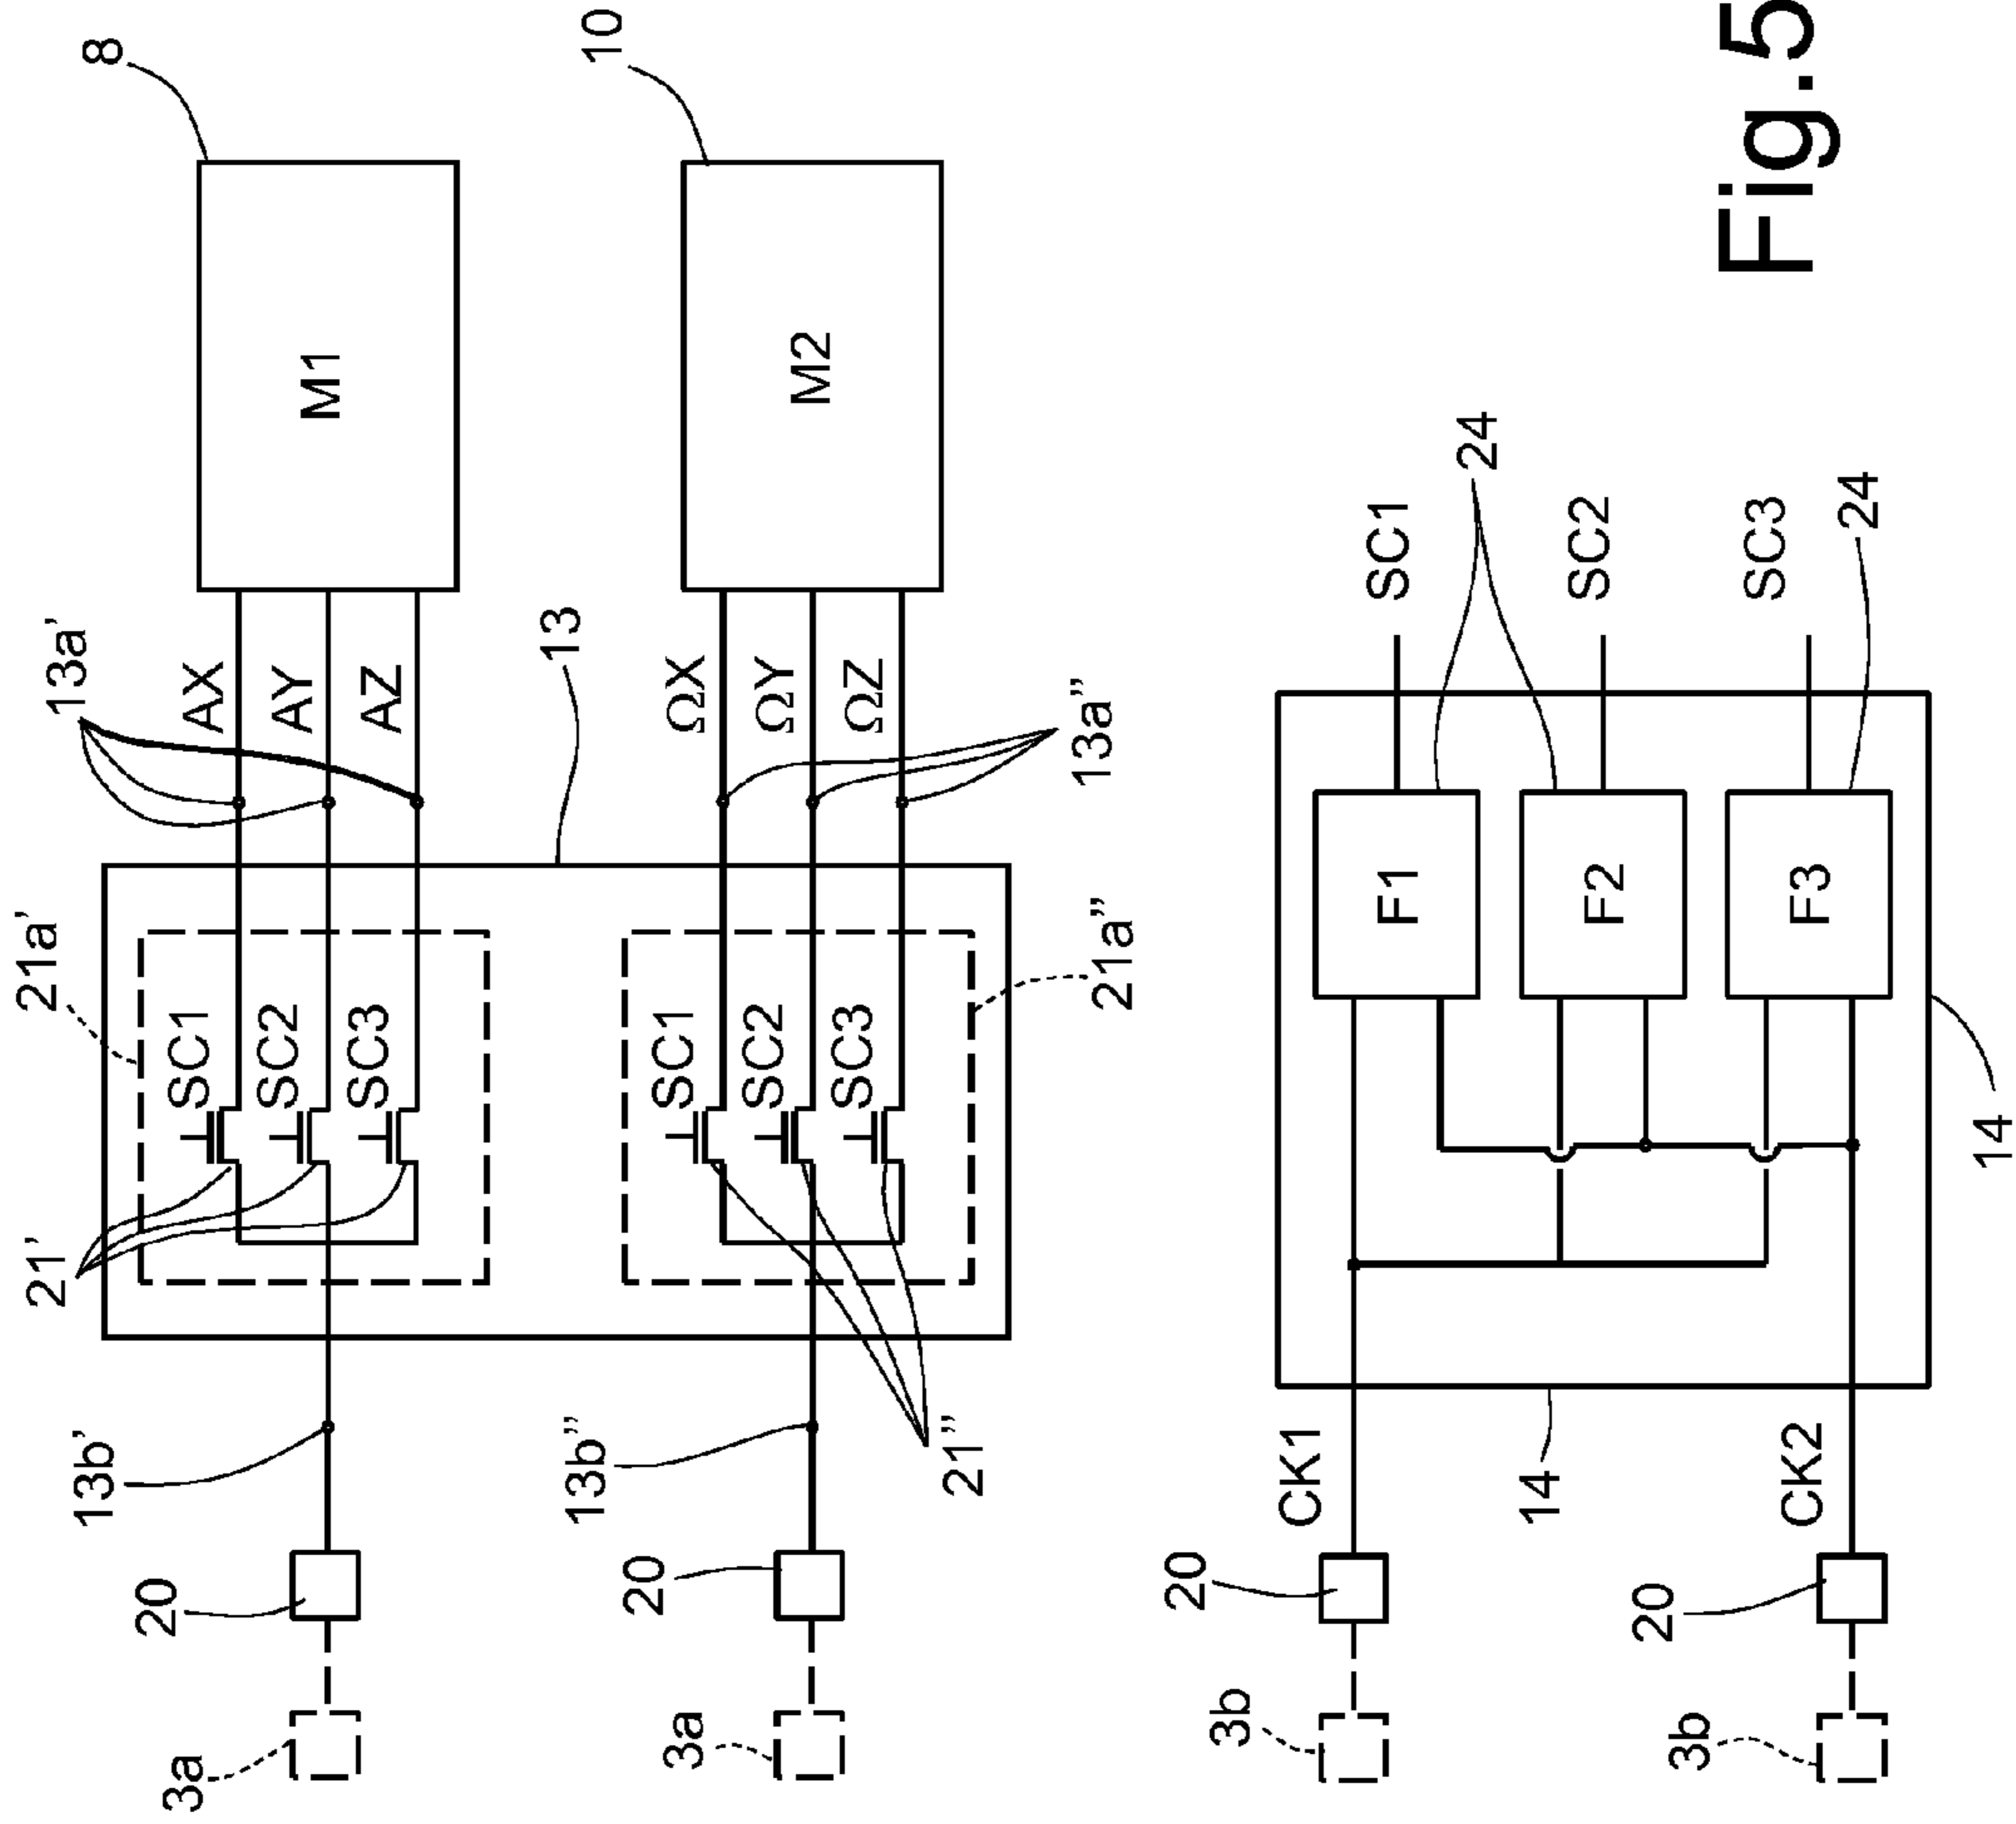 21'
21a'
13a'
13b'
8
20
3a
SC1
AX
SC2
AY
M1
SC3
AZ
13
13b"
10
20
3a
SC1
ΩX
SC2
ΩY
M2
SC3
ΩZ
21"
13a"
21a"
20
3b
CK1
F1
SC1
24
14
F2
SC2
20
3b
CK2
F3
SC3
24
14
Fig.5